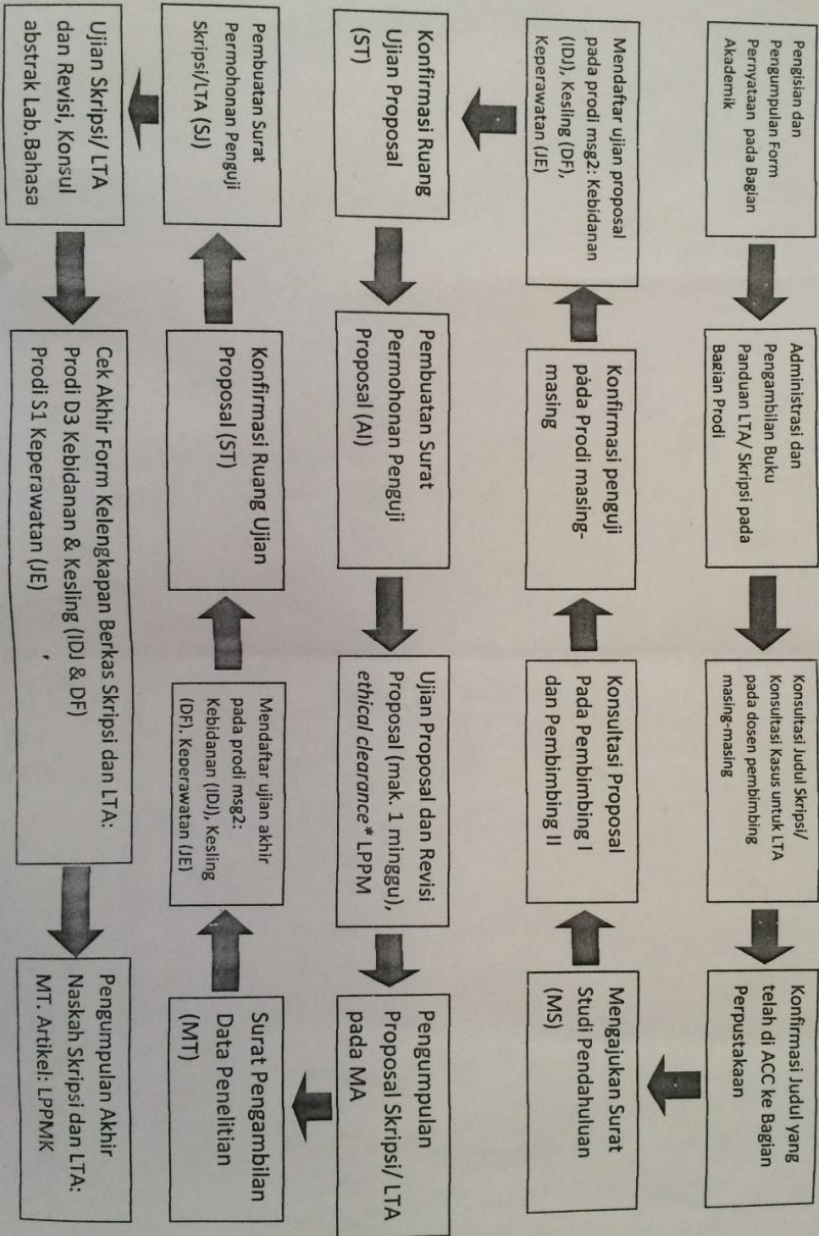 Pengisian dan
Pengumpulan Form
Pernyataan pada Bagian
Akademik
Administrasi dan
Pengambilan Buku
Panduan LTA/ Skripsi pada
Bagian Prodi
Konsultasi Judul Skripsi/
Konsultasi Kasus untuk LTA
pada dosen pembimbing
masing-masing
Konfirmasi Judul yang
telah di ACC ke Bagian
Perpustakaan
Mengajukan Surat
Studi Pendahuluan
(MS)
Konsultasi Proposal
Pada Pembimbing I
dan Pembimbing II
Konfirmasi penguji
pada Prodi masing-
masing
Mendaftar ujian proposal
pada prodi msg2: Kebidanan
(IDJ), Kesling (DF),
Keperawatan (JE)
Konfirmasi Ruang
Ujian Proposal
(ST)
Pembuatan Surat
Permohonan Penguji
Proposal (AI)
Ujian Proposal dan Revisi
Proposal (mak. 1 minggu),
ethical clearance* LPPM
Pengumpulan
Proposal Skripsi/ LTA
pada MA
Surat Pengambilan
Data Penelitian
(MT)
Mendaftar ujian akhir
pada prodi msg2:
Kebidanan (IDJ), Kesling
(DF), Keperawatan (JE)
Konfirmasi Ruang Ujian
Proposal (ST)
Pembuatan Surat
Permohonan Penguji
Skripsi/LTA (SJ)
Ujian Skripsi/ LTA
dan Revisi, Konsul
abstrak Lab.Bahasa
Cek Akhir Form Kelengkapan Berkas Skripsi dan LTA:
Prodi D3 Kebidanan & Kesling (IDJ & DF)
Prodi S1 Keperawatan (JE)
Pengumpulan Akhir
Naskah Skripsi dan LTA:
MT. Artikel: LPPMK